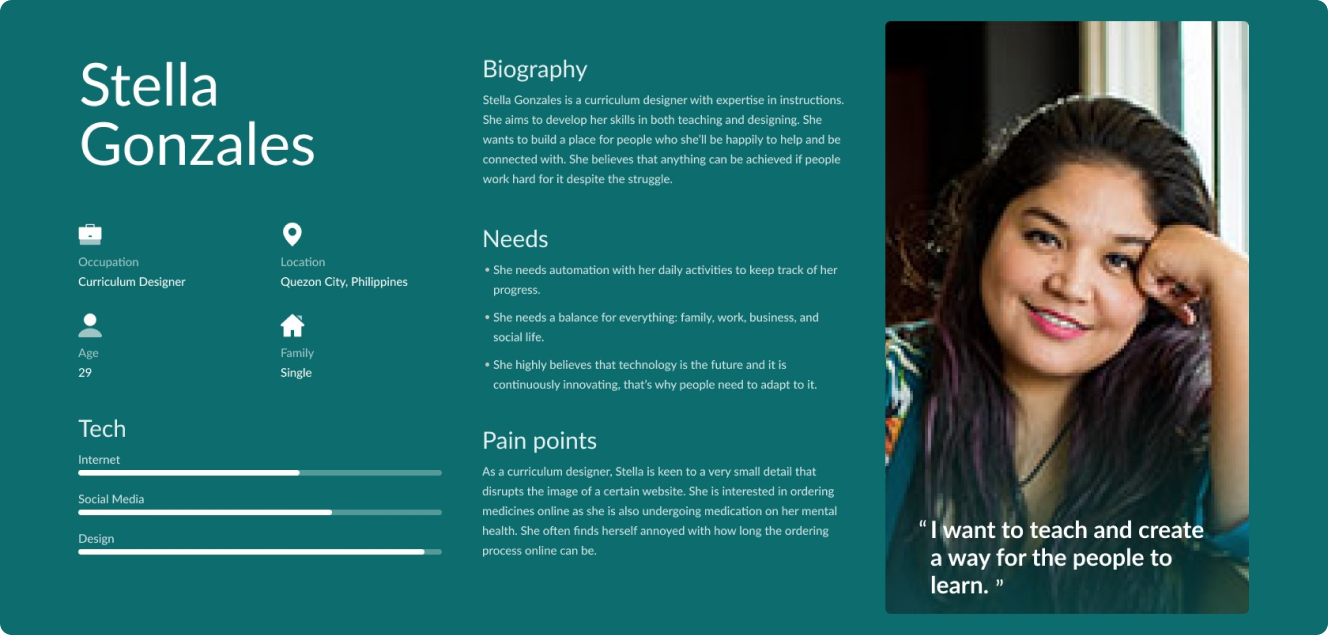 Stella
Gonzales
Occupation
Curriculum Designer
Location
Quezon City, Philippines
Age
29
Family
Single
Tech
Internet
Social Media
Design
Biography
Stella Gonzales is a curriculum designer with expertise in instructions.
She aims to develop her skills in both teaching and designing. She
wants to build a place for people who she'll be happily to help and be
connected with. She believes that anything can be achieved if people
work hard for it despite the struggle.
Needs
• She needs automation with her daily activities to keep track of her
progress.
• She needs a balance for everything: family, work, business, and
social life.
• She highly believes that technology is the future and it is
continuously innovating, that's why people need to adapt to it.
Pain points
As a curriculum designer, Stella is keen to a very small detail that
disrupts the image of a certain website. She is interested in ordering
medicines online as she is also undergoing medication on her mental
health. She often finds herself annoyed with how long the ordering
process online can be.
“ I want to teach and create
a way for the people to
learn. ”